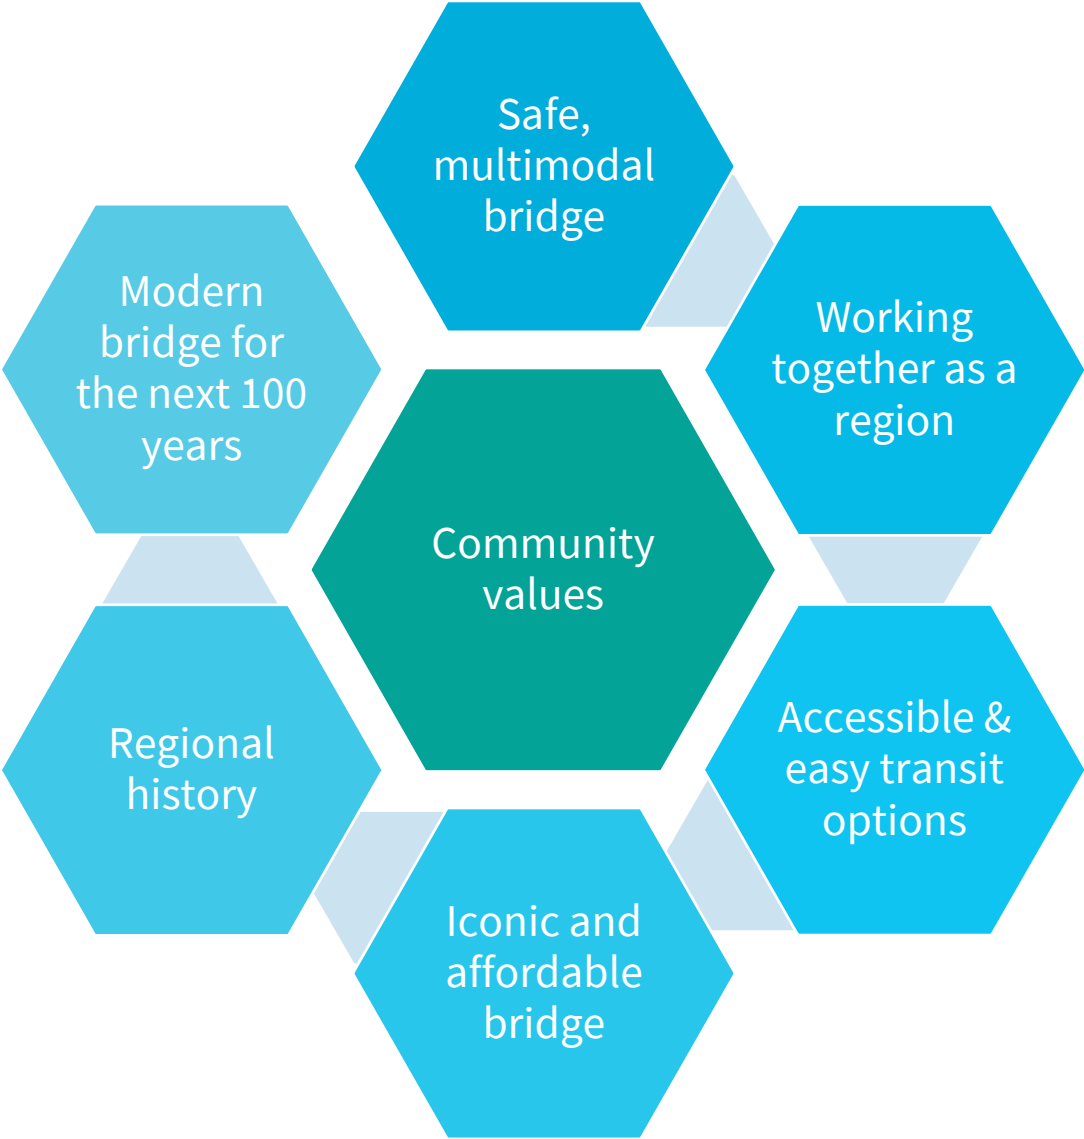 Safe,
multimodal
bridge
Working
together as a
region
Accessible &
easy transit
options
Iconic and
affordable
bridge
Regional
history
Modern
bridge for
the next 100
years
Community
values